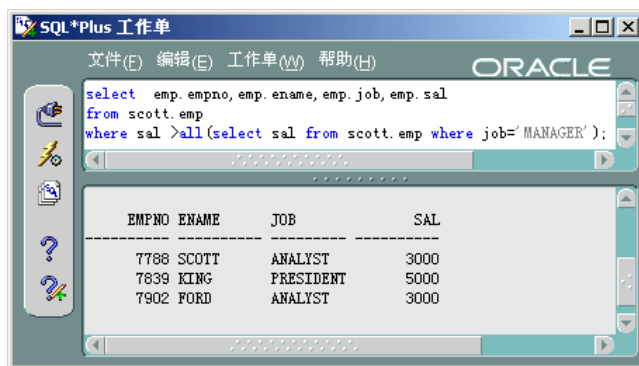 SQL*Plus 工作单
文件(F) 编辑(E) 工作单(W) 帮助(H)
ORACLE
select emp.empno,emp.ename,emp.job,emp.sal
from scott.emp
where sal >all(select sal from scott.emp where job='MANAGER');
EMPNO ENAME JOB SAL
---------- ---------- --------- ----------
7788 SCOTT ANALYST 3000
7839 KING PRESIDENT 5000
7902 FORD ANALYST 3000